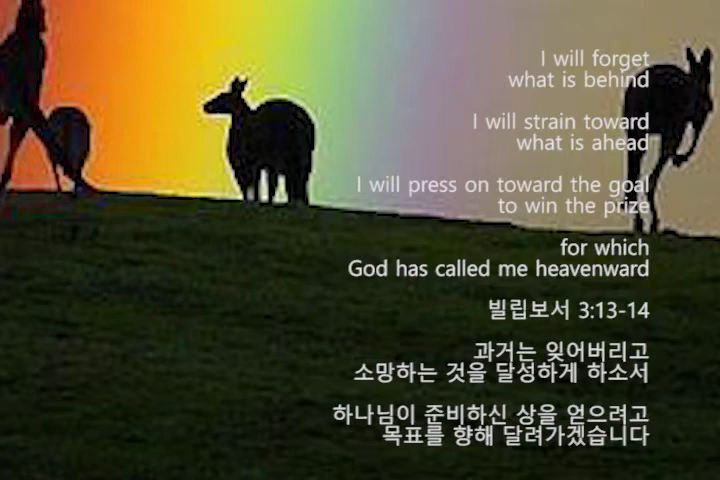 I will forget
what is behind
I will strain toward
what is ahead
I will press on toward the goal
to win the prize
for which
God has called me heavenward
빌립보서 3:13-14
과거는 잊어버리고
소망하는 것을 달성하게 하소서
하나님이 준비하신 상을 얻으려고
목표를 향해 달려가겠습니다